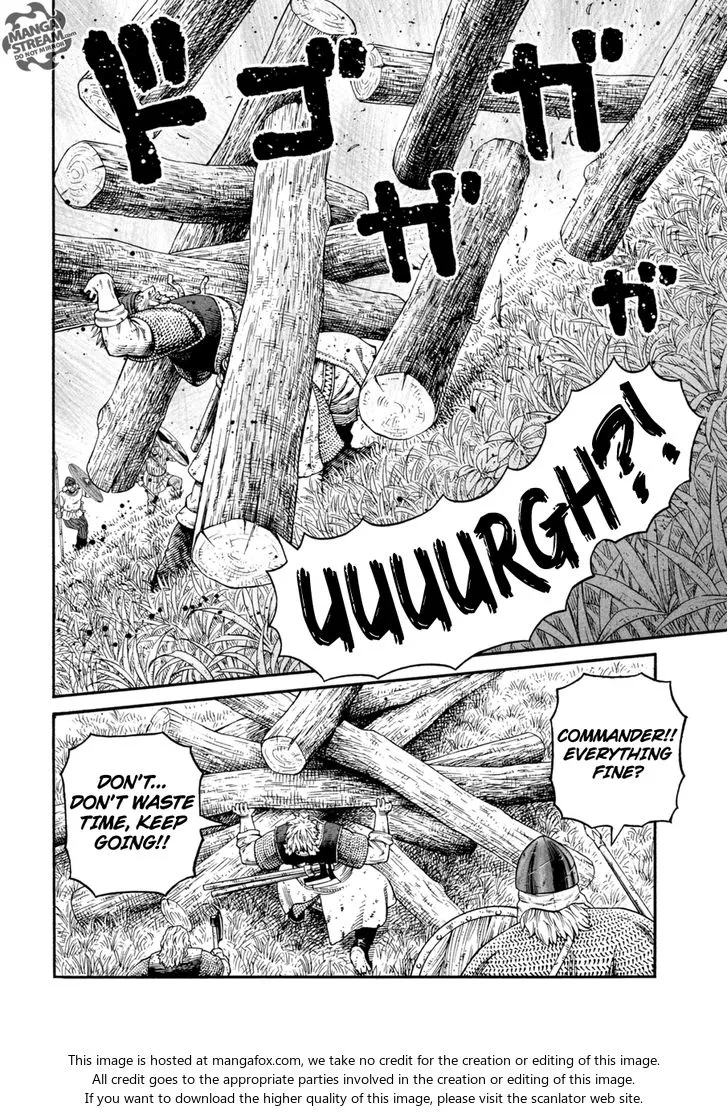 MANGA
STREAM
DO NOT MIRROR
ドゴガガガ
UUUURGH?!
COMMANDER!!
EVERYTHING
FINE?
DON'T...
DON'T WASTE
TIME, KEEP
GOING!!
This image is hosted at mangafox.com, we take no credit for the creation or editing of this image.
All credit goes to the appropriate parties involved in the creation or editing of this image.
If you want to download the higher quality of this image, please visit the scanlator web site.